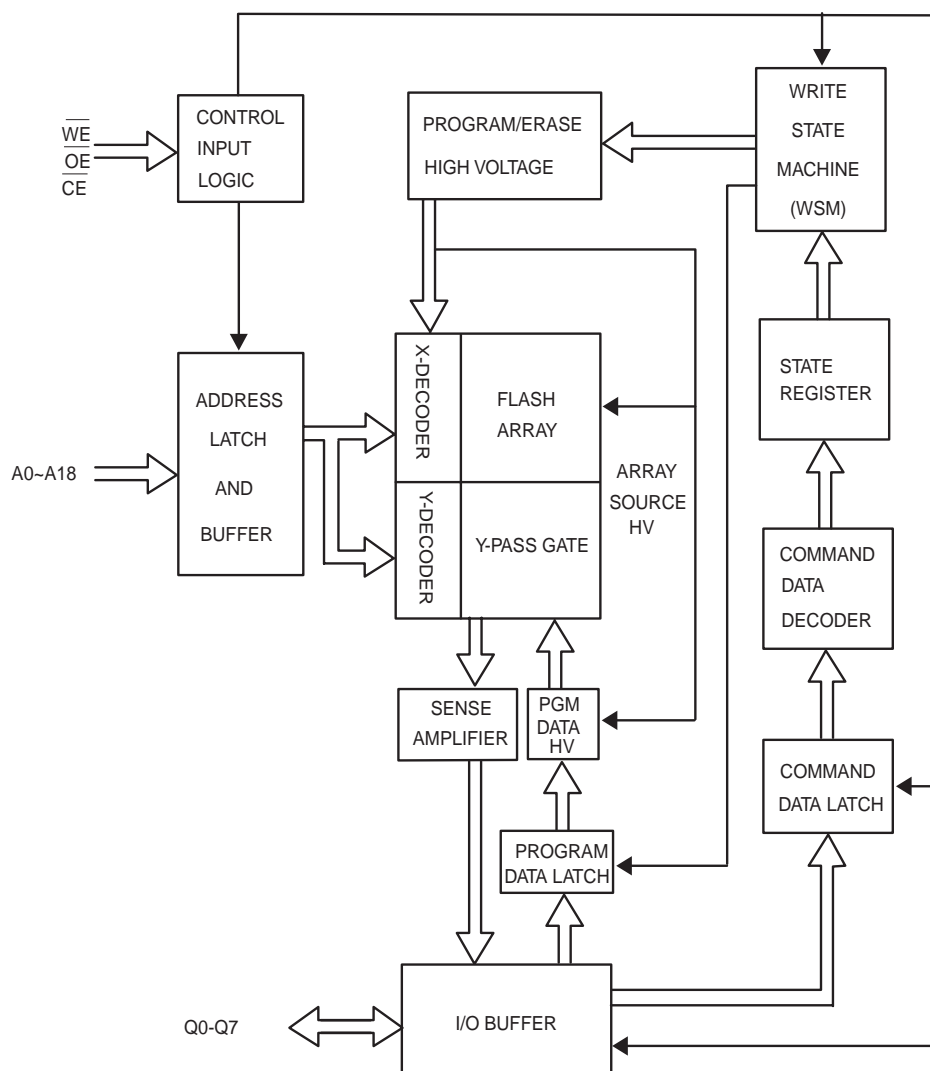 WE
OE
CE
CONTROL
INPUT
LOGIC
PROGRAM/ERASE
HIGH VOLTAGE
WRITE
STATE
MACHINE
(WSM)
ADDRESS
LATCH
AND
BUFFER
A0~A18
X-DECODER
FLASH
ARRAY
Y-DECODER
Y-PASS GATE
ARRAY
SOURCE
HV
STATE
REGISTER
COMMAND
DATA
DECODER
SENSE
AMPLIFIER
PGM
DATA
HV
COMMAND
DATA LATCH
PROGRAM
DATA LATCH
Q0-Q7
I/O BUFFER